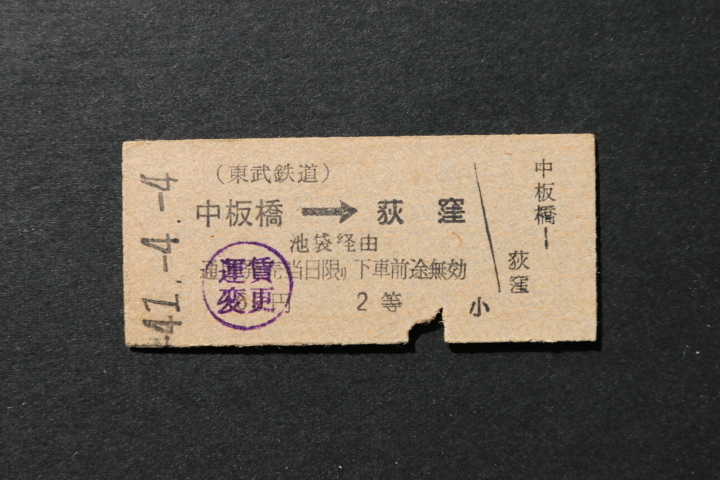 41.-4.-4
（東武鉄道）
中板橋 → 荻窪
池袋経由
通 売当日限り 下車前途無効
円 2等 小
運賃
変更
中板橋―
荻窪